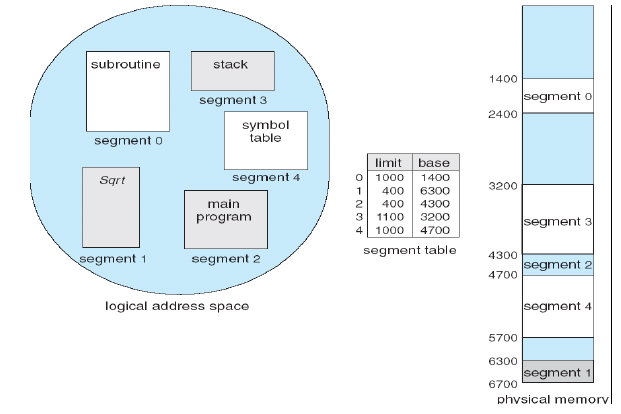 subroutine
segment 0
stack
segment 3
symbol
table
segment 4
Sqrt
segment 1
main
program
segment 2
logical address space
limit base
0 1000 1400
1 400 6300
2 400 4300
3 1100 3200
4 1000 4700
segment table
1400
segment 0
2400
3200
segment 3
4300
segment 2
4700
segment 4
5700
6300
segment 1
6700
physical memory